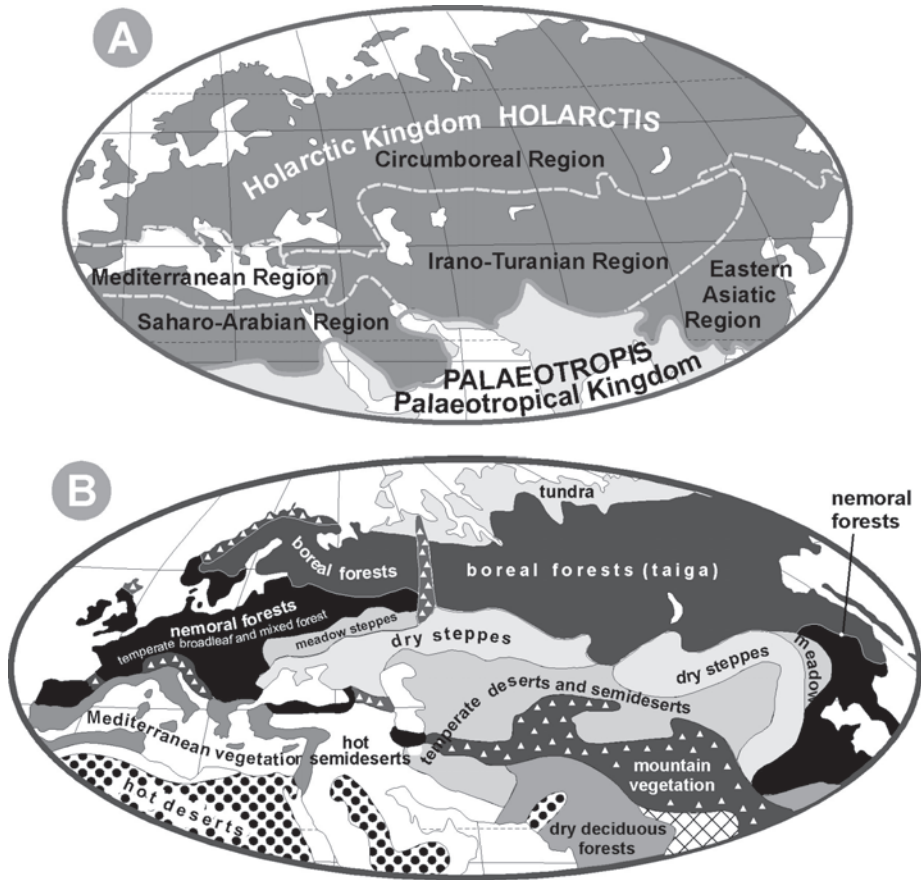 A
Holarctic Kingdom HOLARCTIS
Circumboreal Region
Irano-Turanian Region
Mediterranean Region
Eastern
Asiatic
Region
Saharo-Arabian Region
PALAEOTROPIS
Palaeotropical Kingdom
B
tundra
nemoral
forests
boreal forests
boreal forests (taiga)
nemoral forests
temperate broadleaf and mixed forest
meadow steppes
dry steppes
dry steppes
meadow
temperate deserts and semideserts
Mediterranean vegetation
hot
semideserts
mountain
vegetation
hot deserts
dry deciduous
forests